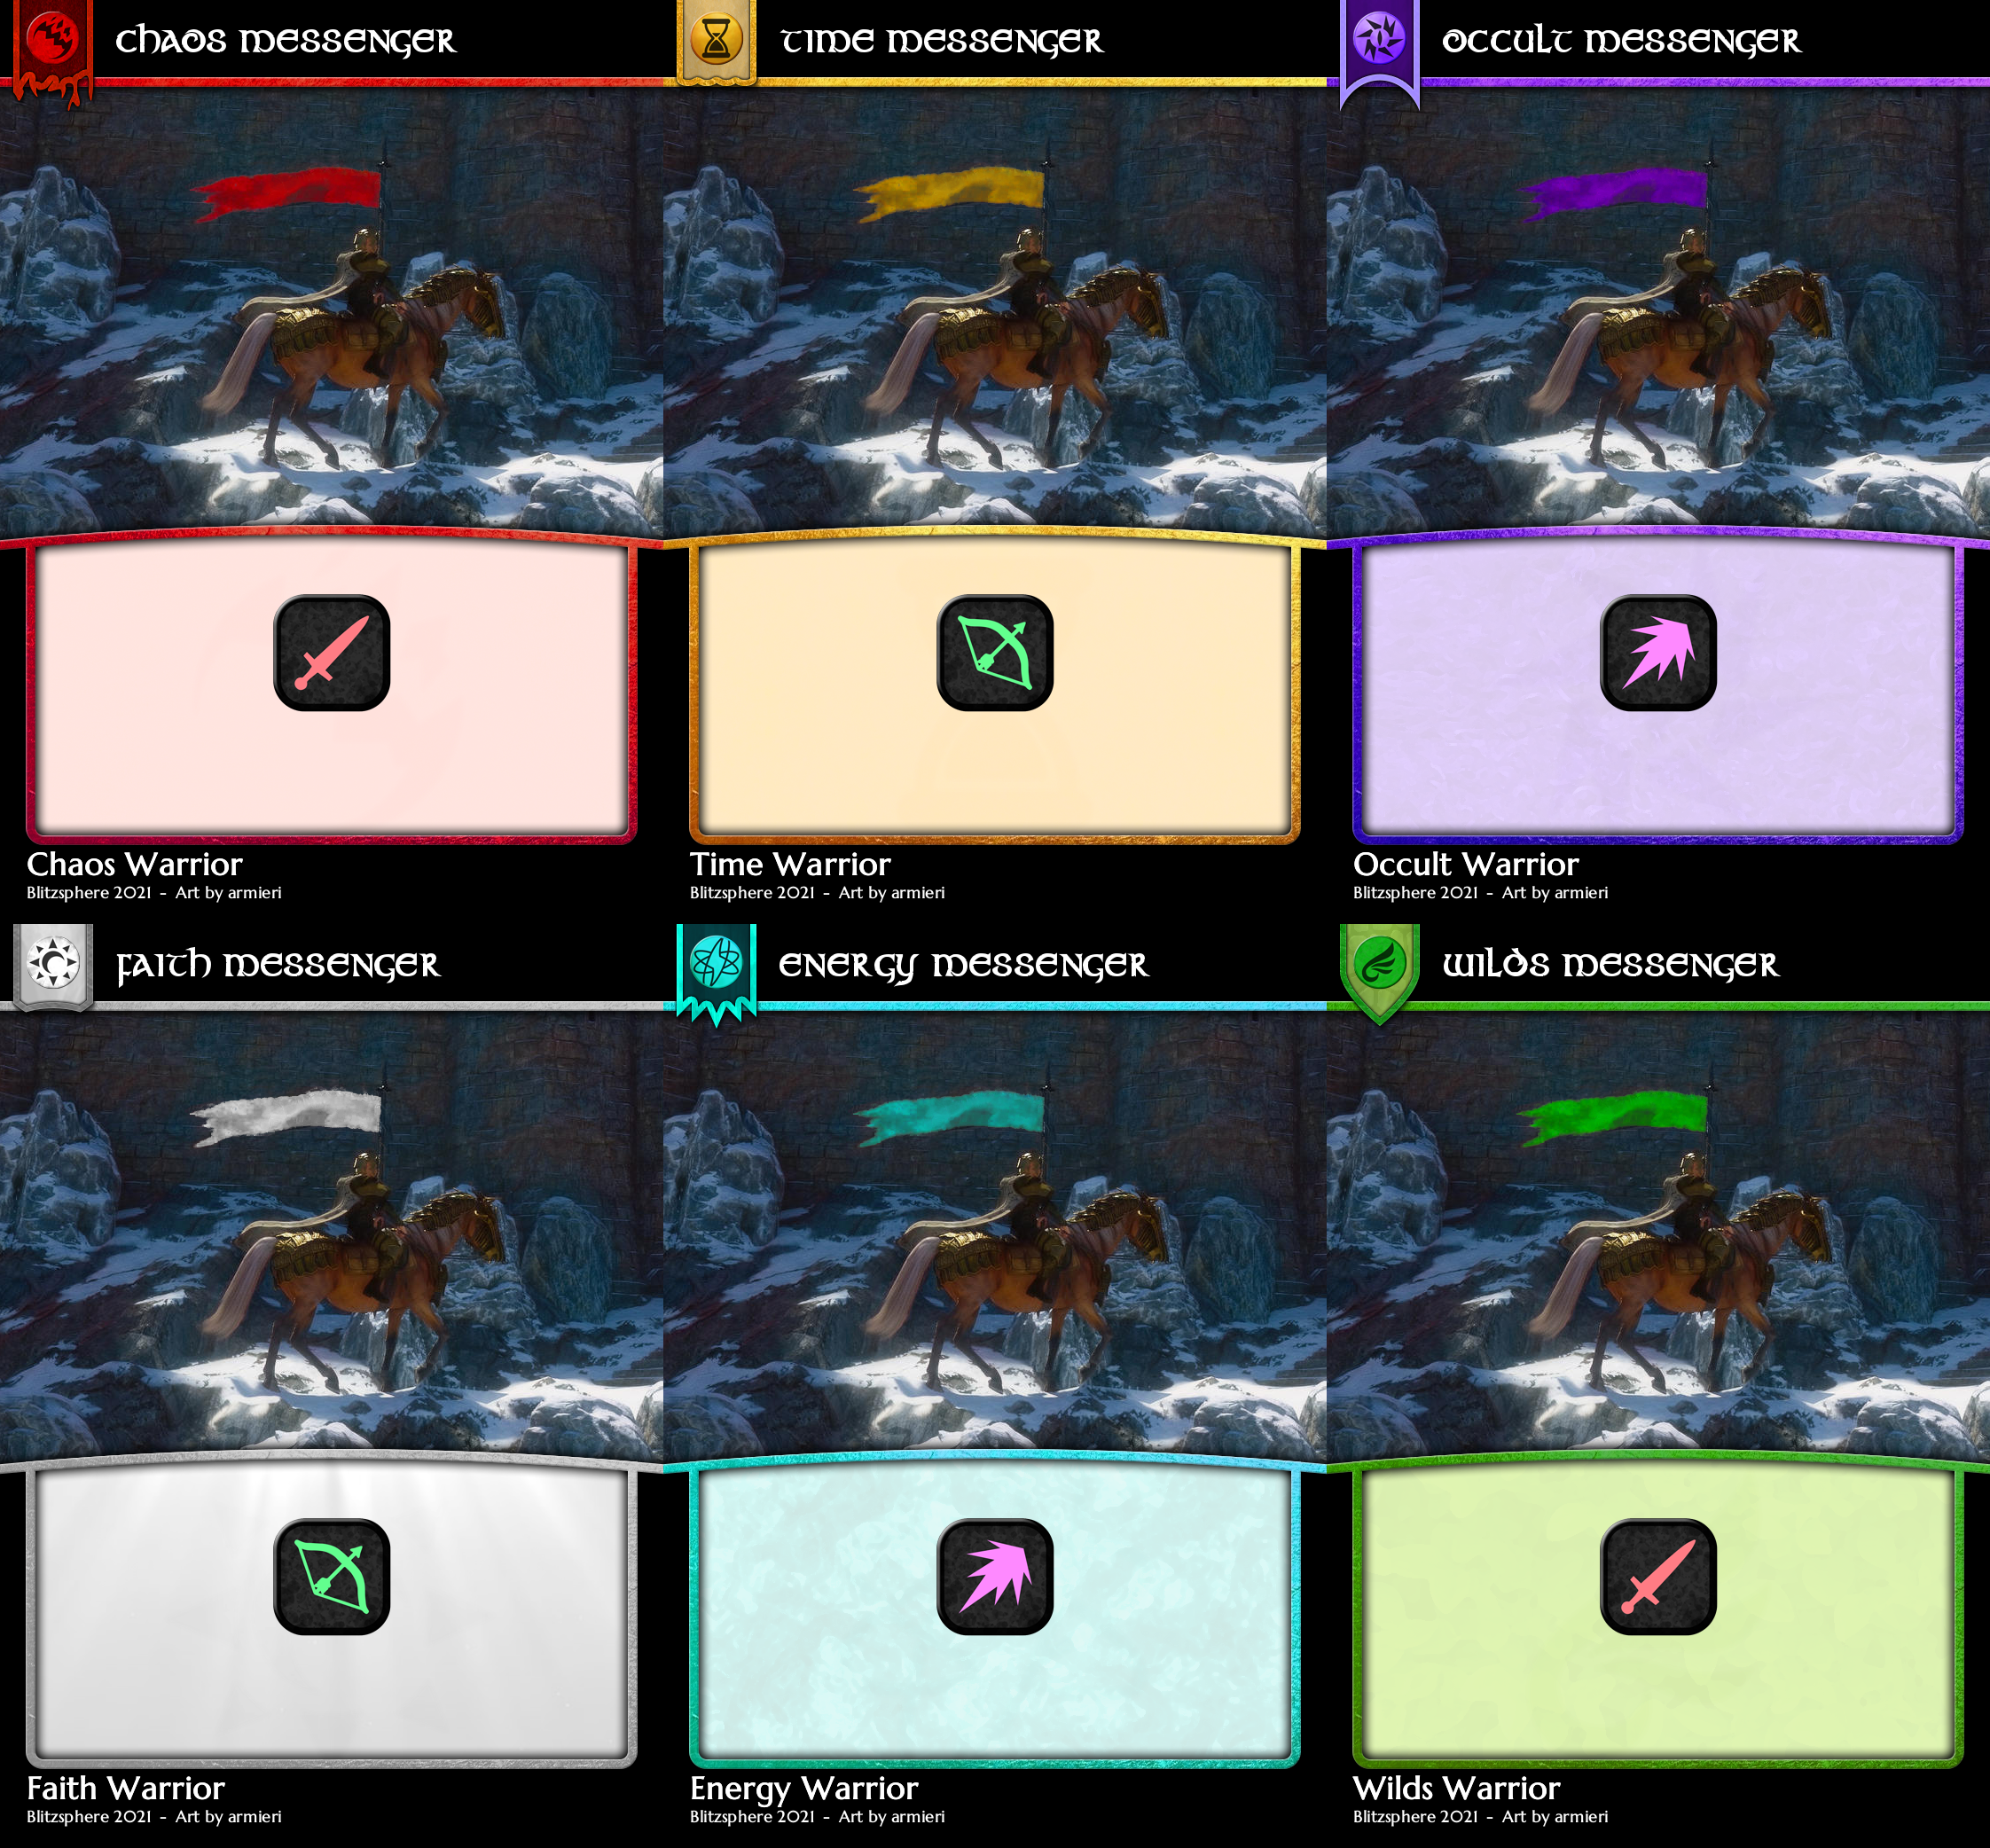 CHAOS MESSENGER
TIME MESSENGER
OCCULT MESSENGER
Chaos Warrior
Blitzsphere 2021 - Art by armieri
Time Warrior
Blitzsphere 2021 - Art by armieri
Occult Warrior
Blitzsphere 2021 - Art by armieri
FAITH MESSENGER
ENERGY MESSENGER
WILDS MESSENGER
Faith Warrior
Blitzsphere 2021 - Art by armieri
Energy Warrior
Blitzsphere 2021 - Art by armieri
Wilds Warrior
Blitzsphere 2021 - Art by armieri